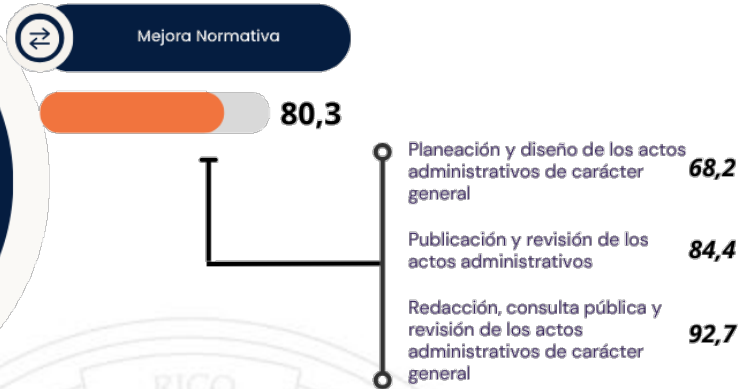 Mejora Normativa
80,3
Planeación y diseño de los actos
administrativos de carácter
general
68,2
Publicación y revisión de los
actos administrativos
84,4
Redacción, consulta pública y
revisión de los actos
administrativos de carácter
general
92,7
RICO